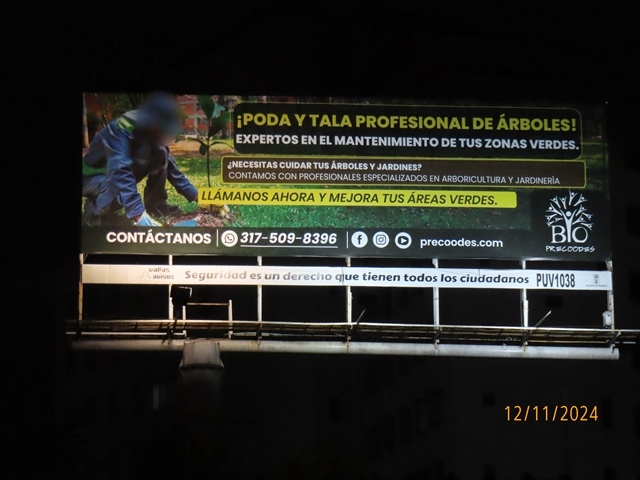 ¡PODA Y TALA PROFESIONAL DE ÁRBOLES!
EXPERTOS EN EL MANTENIMIENTO DE TUS ZONAS VERDES.
¿NECESITAS CUIDAR TUS ÁRBOLES Y JARDINES?
CONTAMOS CON PROFESIONALES ESPECIALIZADOS EN ARBORICULTURA Y JARDINERÍA
LLÁMANOS AHORA Y MEJORA TUS ÁREAS VERDES.
BIO
PRECOODES
CONTÁCTANOS 317-509-8396 precoodes.com
Vallas
Avisos
Seguridad es un derecho que tienen todos los ciudadanos PUV1038
12/11/2024